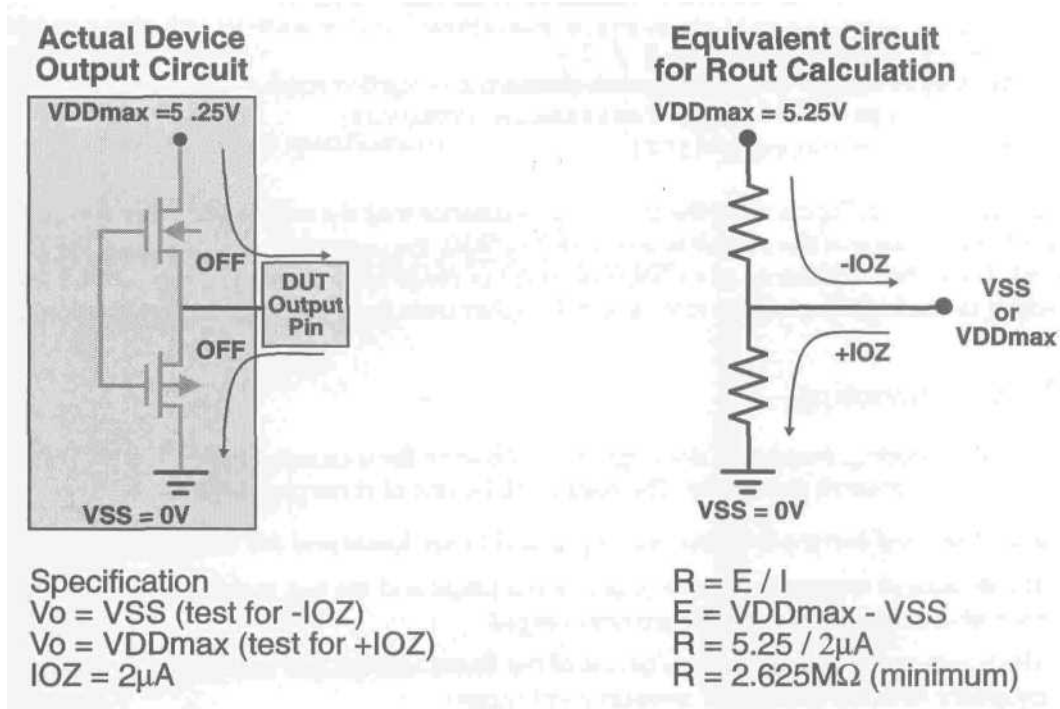 Actual Device
Output Circuit
VDDmax =5 .25V
OFF
DUT
Output
Pin
OFF
VSS = 0V
Specification
Vo = VSS (test for -IOZ)
Vo = VDDmax (test for +IOZ)
IOZ = 2µA
Equivalent Circuit
for Rout Calculation
VDDmax = 5.25V
-IOZ
VSS
or
VDDmax
+IOZ
VSS = 0V
R = E / I
E = VDDmax - VSS
R = 5.25 / 2µA
R = 2.625MΩ (minimum)